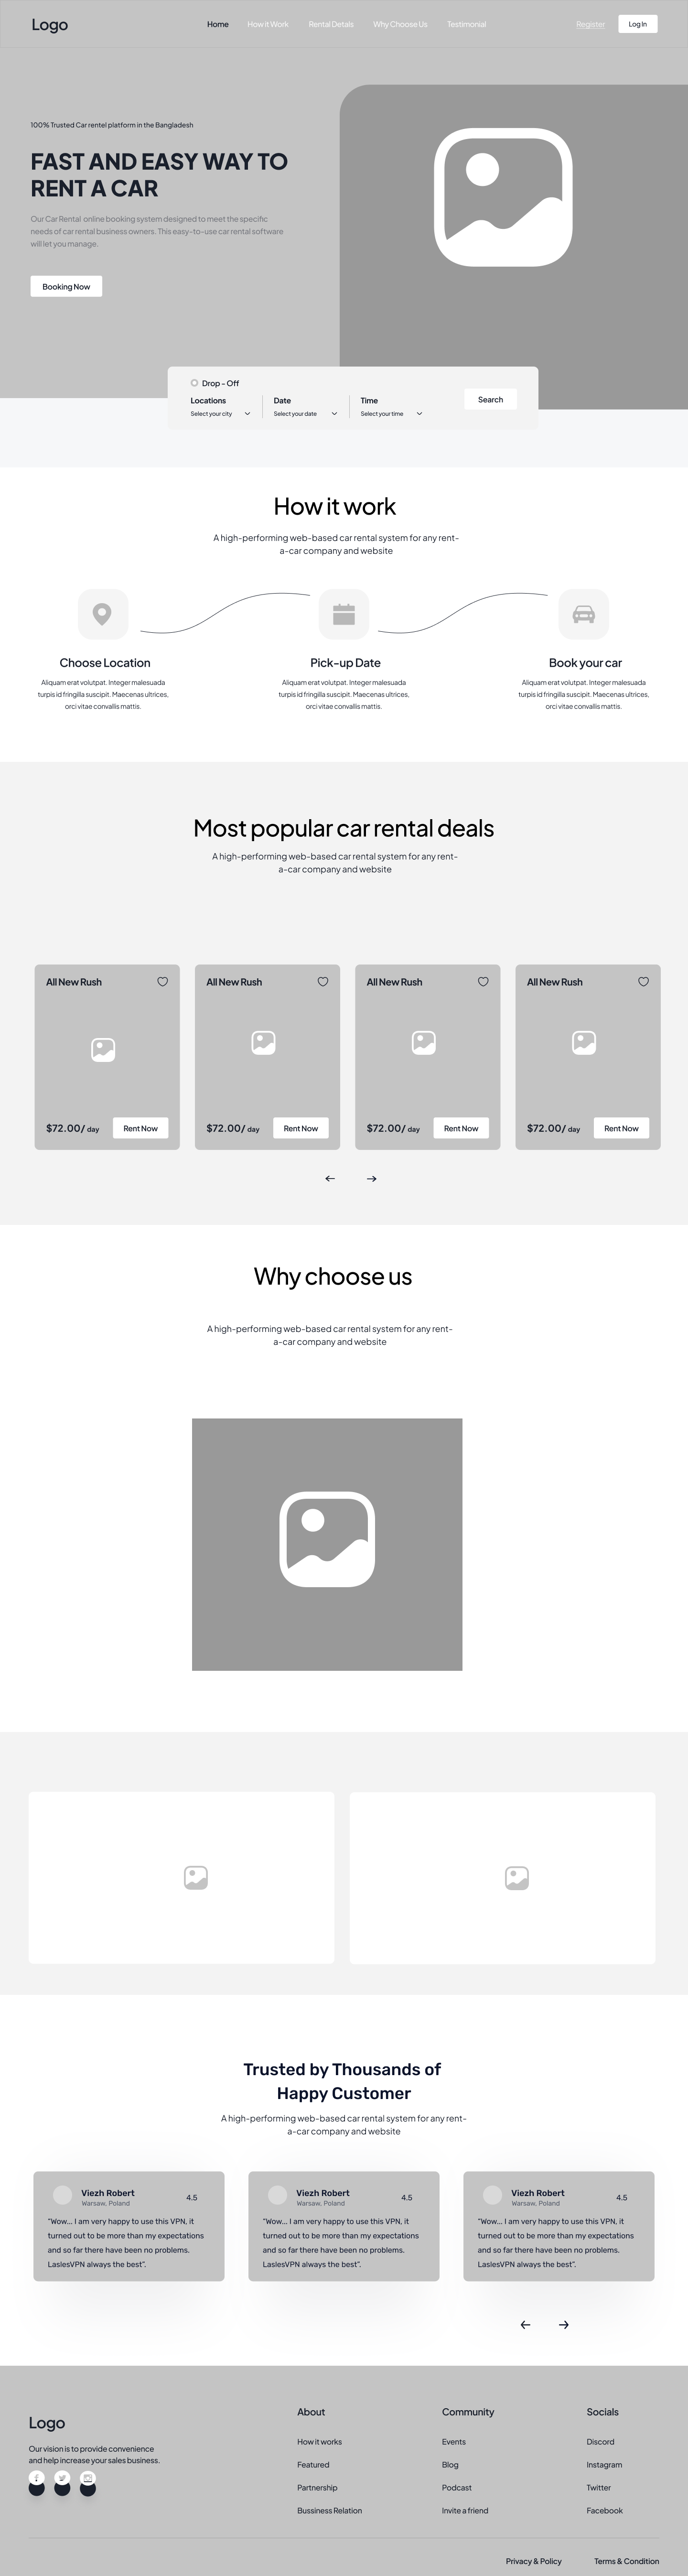 Logo
Home
How it Work
Rental Details
Why Choose Us
Testimonial
Register
Log In
100% Trusted Car rentel platform in the Bangladesh
FAST AND EASY WAY TO
RENT A CAR
Our Car Rental online booking system designed to meet the specific
needs of car rental business owners. This easy-to-use car rental software
will let you manage.
Booking Now
Drop - Off
Locations
Date
Time
Select your city
Select your date
Select your time
Search
How it work
A high-performing web-based car rental system for any rent-
a-car company and website
Choose Location
Pick-up Date
Book your car
Aliquam erat volutpat. Integer malesuada
turpis id fringilla suscipit. Maecenas ultrices,
orci vitae convallis mattis.
Aliquam erat volutpat. Integer malesuada
turpis id fringilla suscipit. Maecenas ultrices,
orci vitae convallis mattis.
Aliquam erat volutpat. Integer malesuada
turpis id fringilla suscipit. Maecenas ultrices,
orci vitae convallis mattis.
Most popular car rental deals
A high-performing web-based car rental system for any rent-
a-car company and website
All New Rush
All New Rush
All New Rush
All New Rush
$72.00/ day
Rent Now
$72.00/ day
Rent Now
$72.00/ day
Rent Now
$72.00/ day
Rent Now
Why choose us
A high-performing web-based car rental system for any rent-
a-car company and website
Trusted by Thousands of
Happy Customer
A high-performing web-based car rental system for any rent-
a-car company and website
Viezh Robert
Warsaw, Poland
4.5
“Wow... I am very happy to use this VPN, it
turned out to be more than my expectations
and so far there have been no problems.
LaslesVPN always the best”.
Viezh Robert
Warsaw, Poland
4.5
“Wow... I am very happy to use this VPN, it
turned out to be more than my expectations
and so far there have been no problems.
LaslesVPN always the best”.
Viezh Robert
Warsaw, Poland
4.5
“Wow... I am very happy to use this VPN, it
turned out to be more than my expectations
and so far there have been no problems.
LaslesVPN always the best”.
Logo
Our vision is to provide convenience
and help increase your sales business.
About
How it works
Featured
Partnership
Bussiness Relation
Community
Events
Blog
Podcast
Invite a friend
Socials
Discord
Instagram
Twitter
Facebook
Privacy & Policy
Terms & Condition